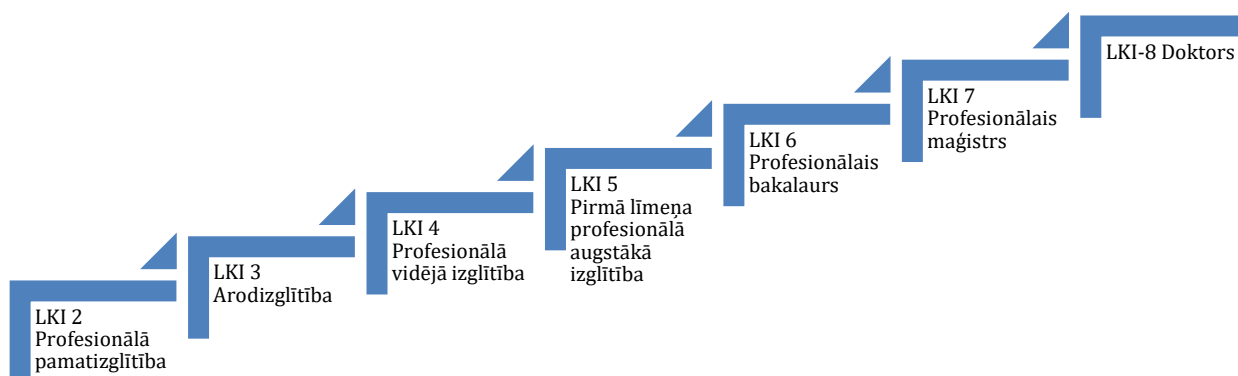 LKI 2
Profesionālā
pamatizglītība
LKI 3
Arodizglītība
LKI 4
Profesionālā
vidējā izglītība
LKI 5
Pirmā līmeņa
profesionālā
augstākā
izglītība
LKI 6
Profesionālais
bakalaurs
LKI 7
Profesionālais
maģistrs
LKI-8 Doktors